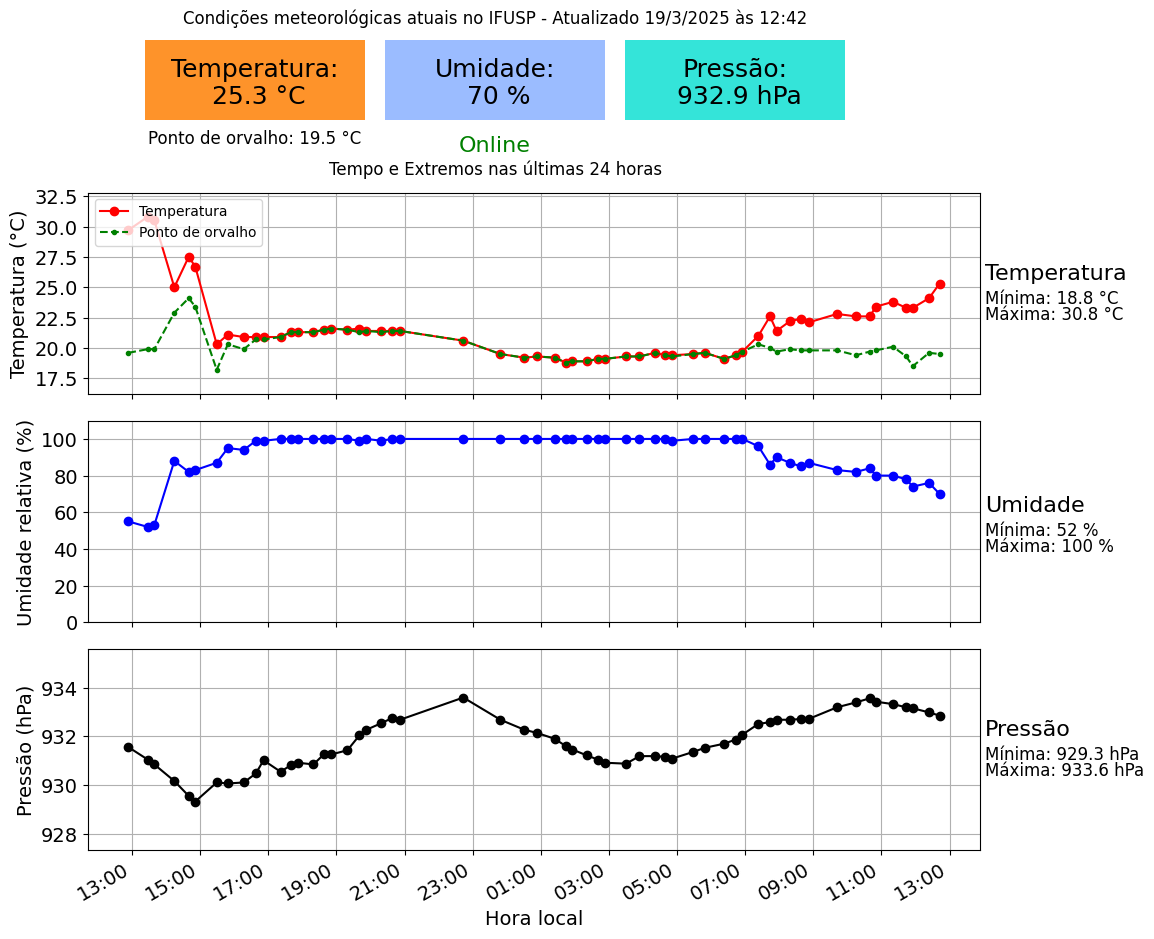 Condições meteorológicas atuais no IFUSP - Atualizado 19/3/2025 às 12:42
Temperatura:
25.3 °C
Umidade:
70 %
Pressão:
932.9 hPa
Ponto de orvalho: 19.5 °C
Online
Tempo e Extremos nas últimas 24 horas
Temperatura (°C)
32.5
30.0
27.5
25.0
22.5
20.0
17.5
Temperatura
Ponto de orvalho
Temperatura
Mínima: 18.8 °C
Máxima: 30.8 °C
Umidade relativa (%)
100
80
60
40
20
0
Umidade
Mínima: 52 %
Máxima: 100 %
Pressão (hPa)
934
932
930
928
Pressão
Mínima: 929.3 hPa
Máxima: 933.6 hPa
13:00
15:00
17:00
19:00
21:00
23:00
01:00
03:00
05:00
07:00
09:00
11:00
13:00
Hora local